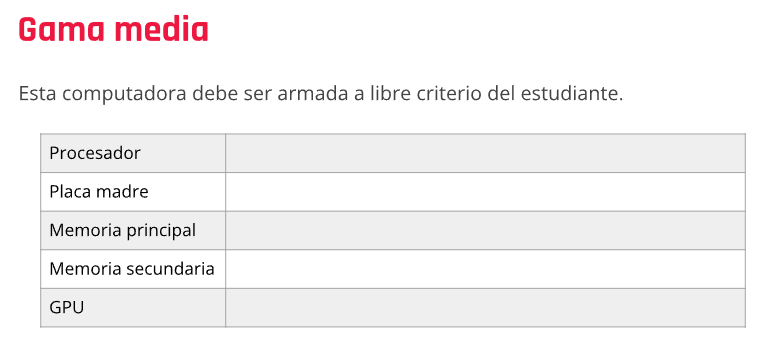 Gama media
Esta computadora debe ser armada a libre criterio del estudiante.
Procesador
Placa madre
Memoria principal
Memoria secundaria
GPU